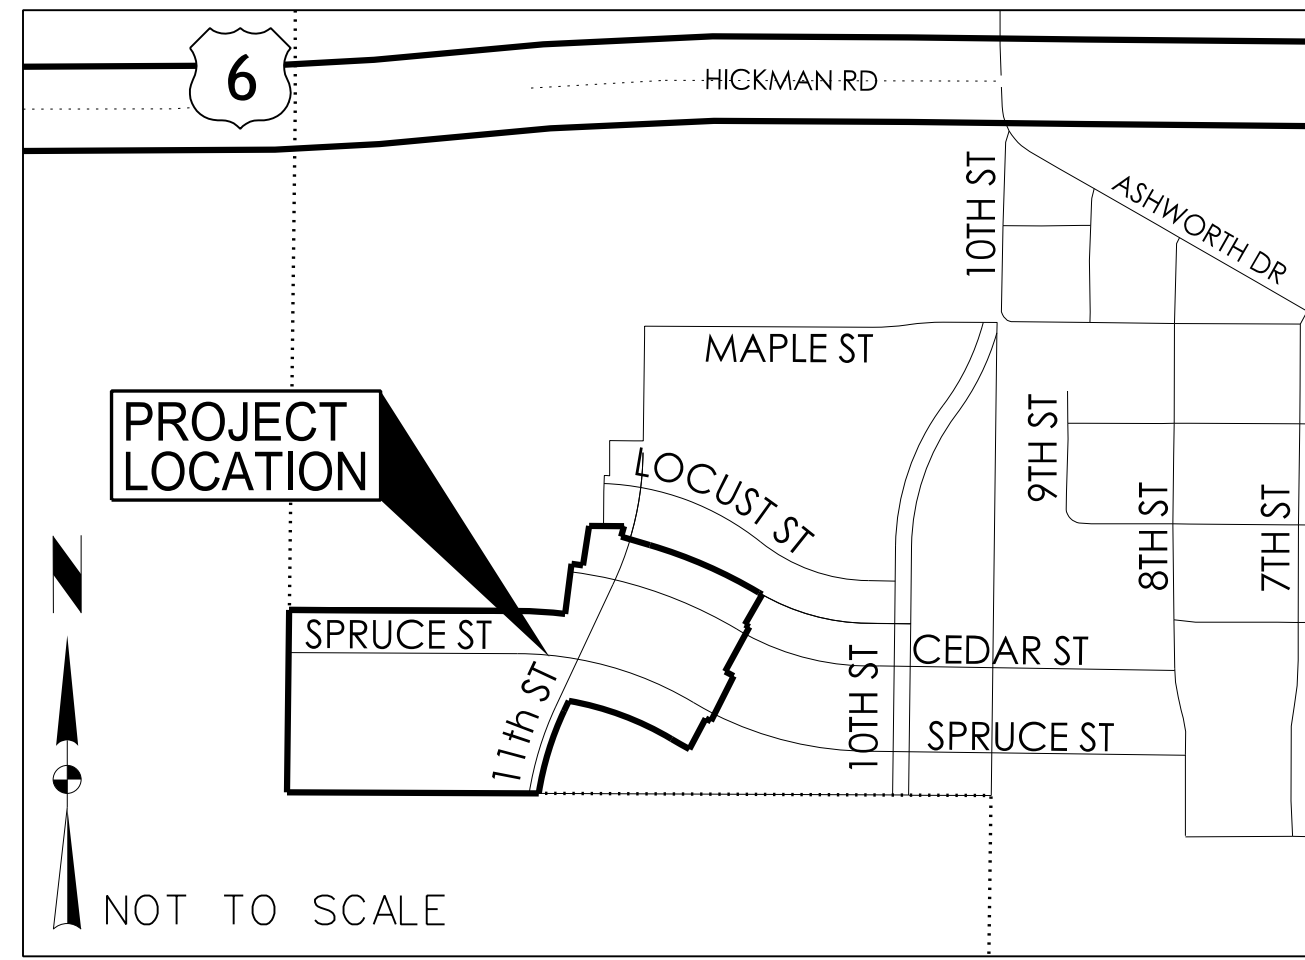 6
HICKMAN RD
10TH ST
ASHWORTH DR
MAPLE ST
PROJECT
LOCATION
9TH ST
LOCUST ST
8TH ST
7TH ST
SPRUCE ST
CEDAR ST
11th ST
10TH ST
SPRUCE ST
N
NOT TO SCALE